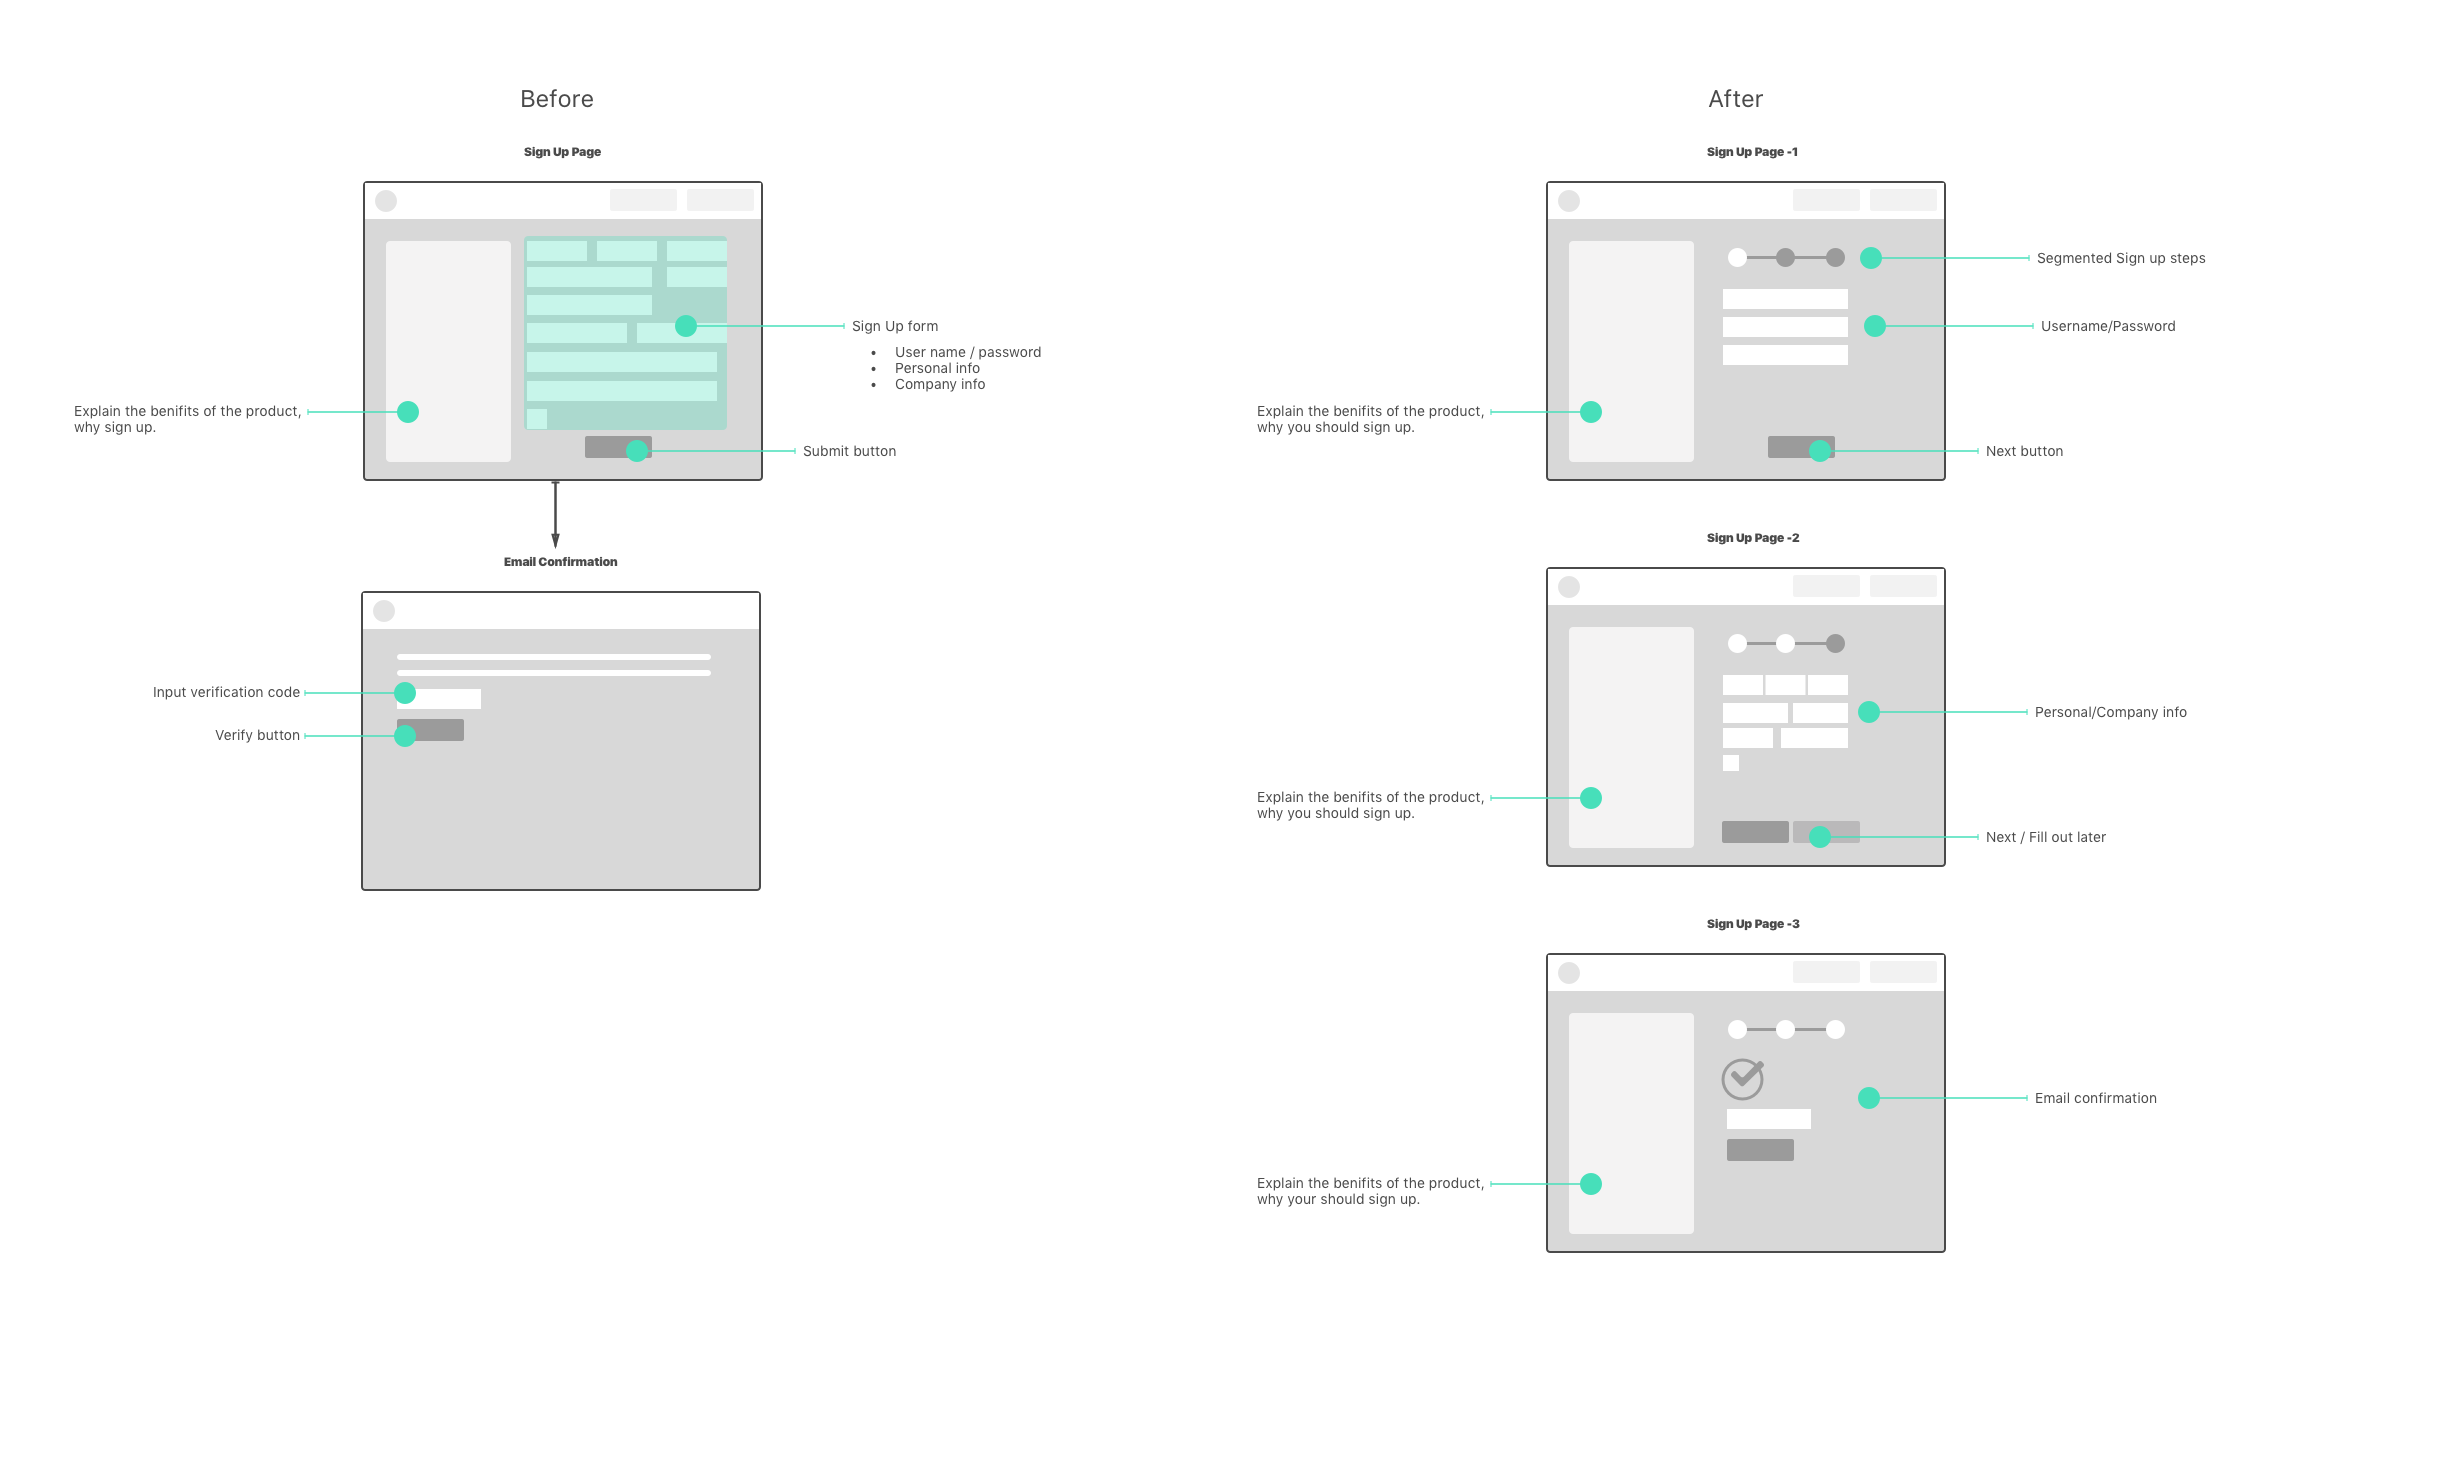 Before
Sign Up Page
Sign Up form
• User name / password
• Personal info
• Company info
Explain the benifits of the product,
why sign up.
Submit button
Email Confirmation
Input verification code
Verify button
After
Sign Up Page -1
Segmented Sign up steps
Username/Password
Explain the benifits of the product,
why you should sign up.
Next button
Sign Up Page -2
Personal/Company info
Explain the benifits of the product,
why you should sign up.
Next / Fill out later
Sign Up Page -3
Email confirmation
Explain the benifits of the product,
why your should sign up.